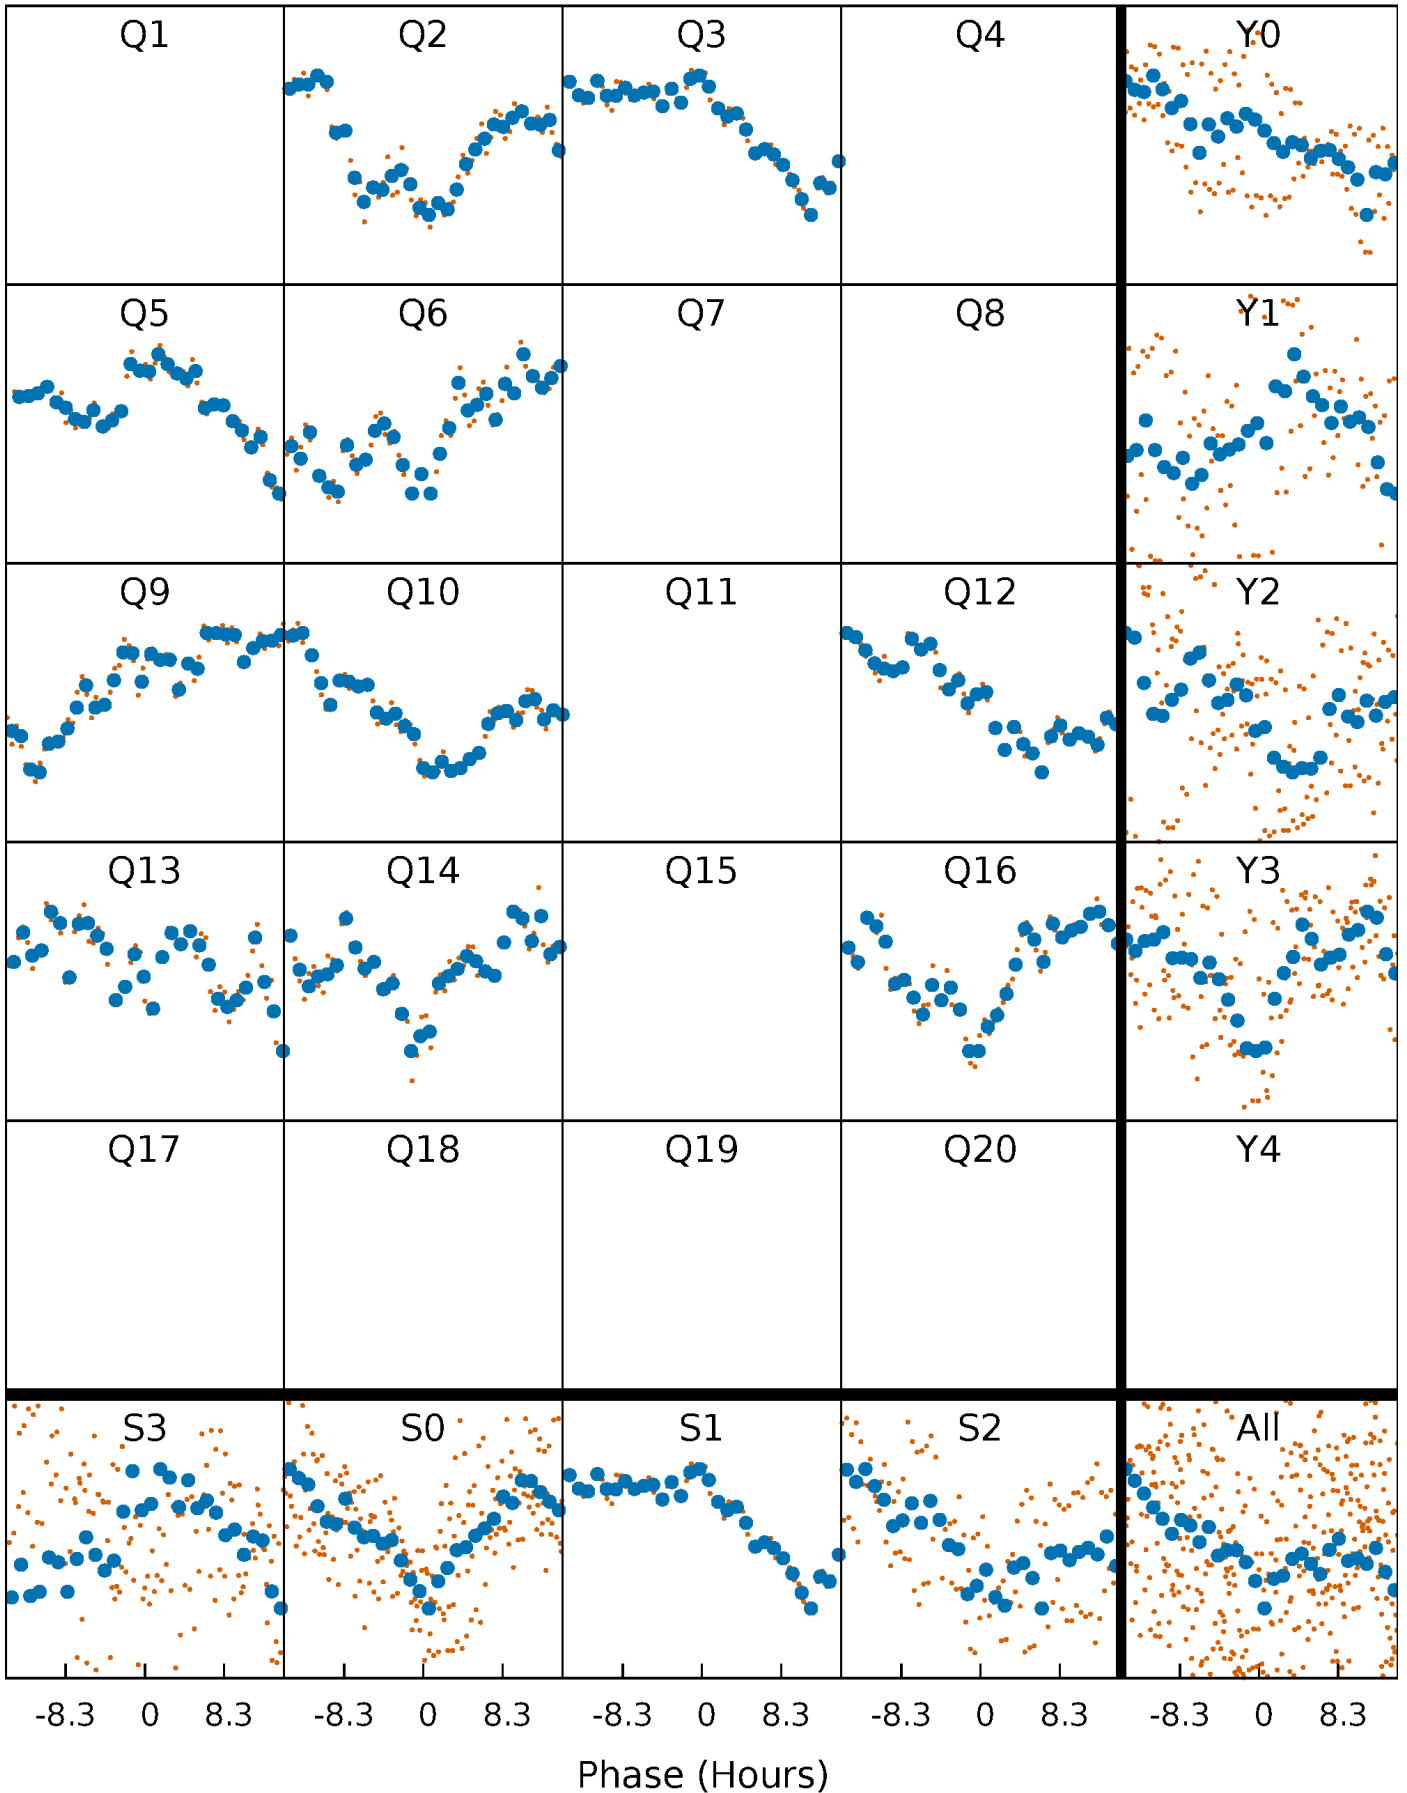 Q1 Q2 Q3 Q4 Y0
Q5 Q6 Q7 Q8 Y1
Q9 Q10 Q11 Q12 Y2
Q13 Q14 Q15 Q16 Y3
Q17 Q18 Q19 Q20 Y4
S3 S0 S1 S2 All
-8.3 0 8.3 -8.3 0 8.3 -8.3 0 8.3 -8.3 0 8.3 -8.3 0 8.3
Phase (Hours)